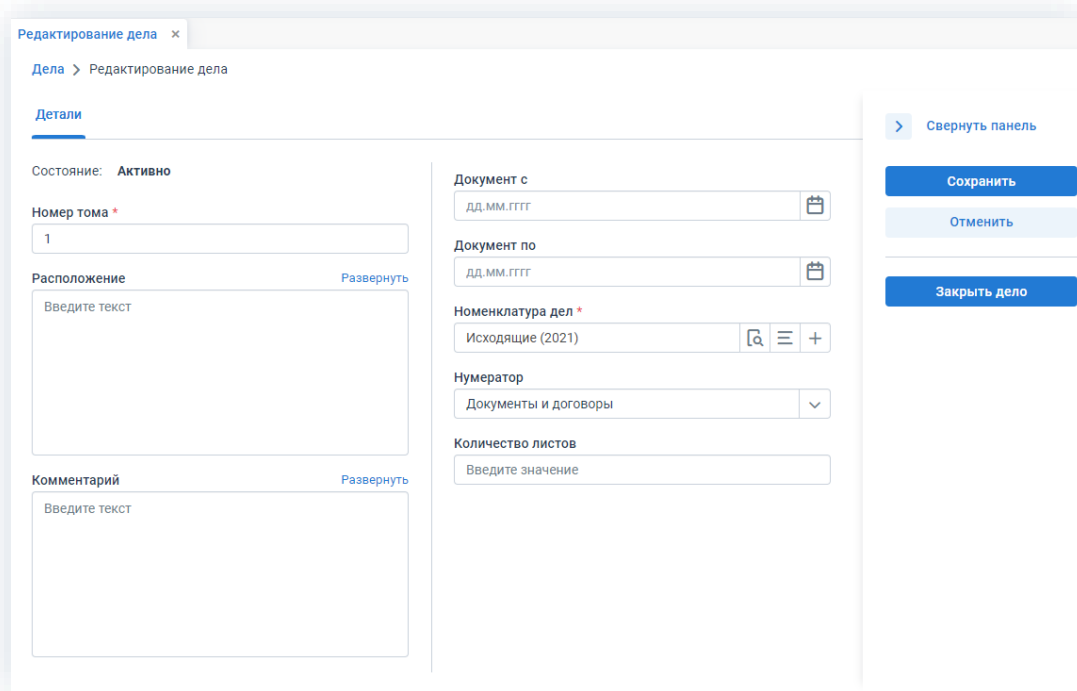 Редактирование дела ×
Дела > Редактирование дела
Детали
Состояние: Активно
Номер тома *
1
Расположение Развернуть
Введите текст
Комментарий Развернуть
Введите текст
Документ с
дд.мм.гггг
Документ по
дд.мм.гггг
Номенклатура дел *
Исходящие (2021)
Нумератор
Документы и договоры
Количество листов
Введите значение
Свернуть панель
Сохранить
Отменить
Закрыть дело